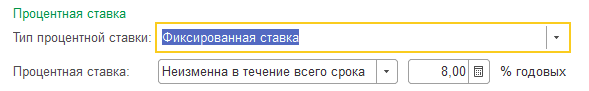 Процентная ставка
Тип процентной ставки: Фиксированная ставка
Процентная ставка: Неизменна в течение всего срока 8,00 % годовых